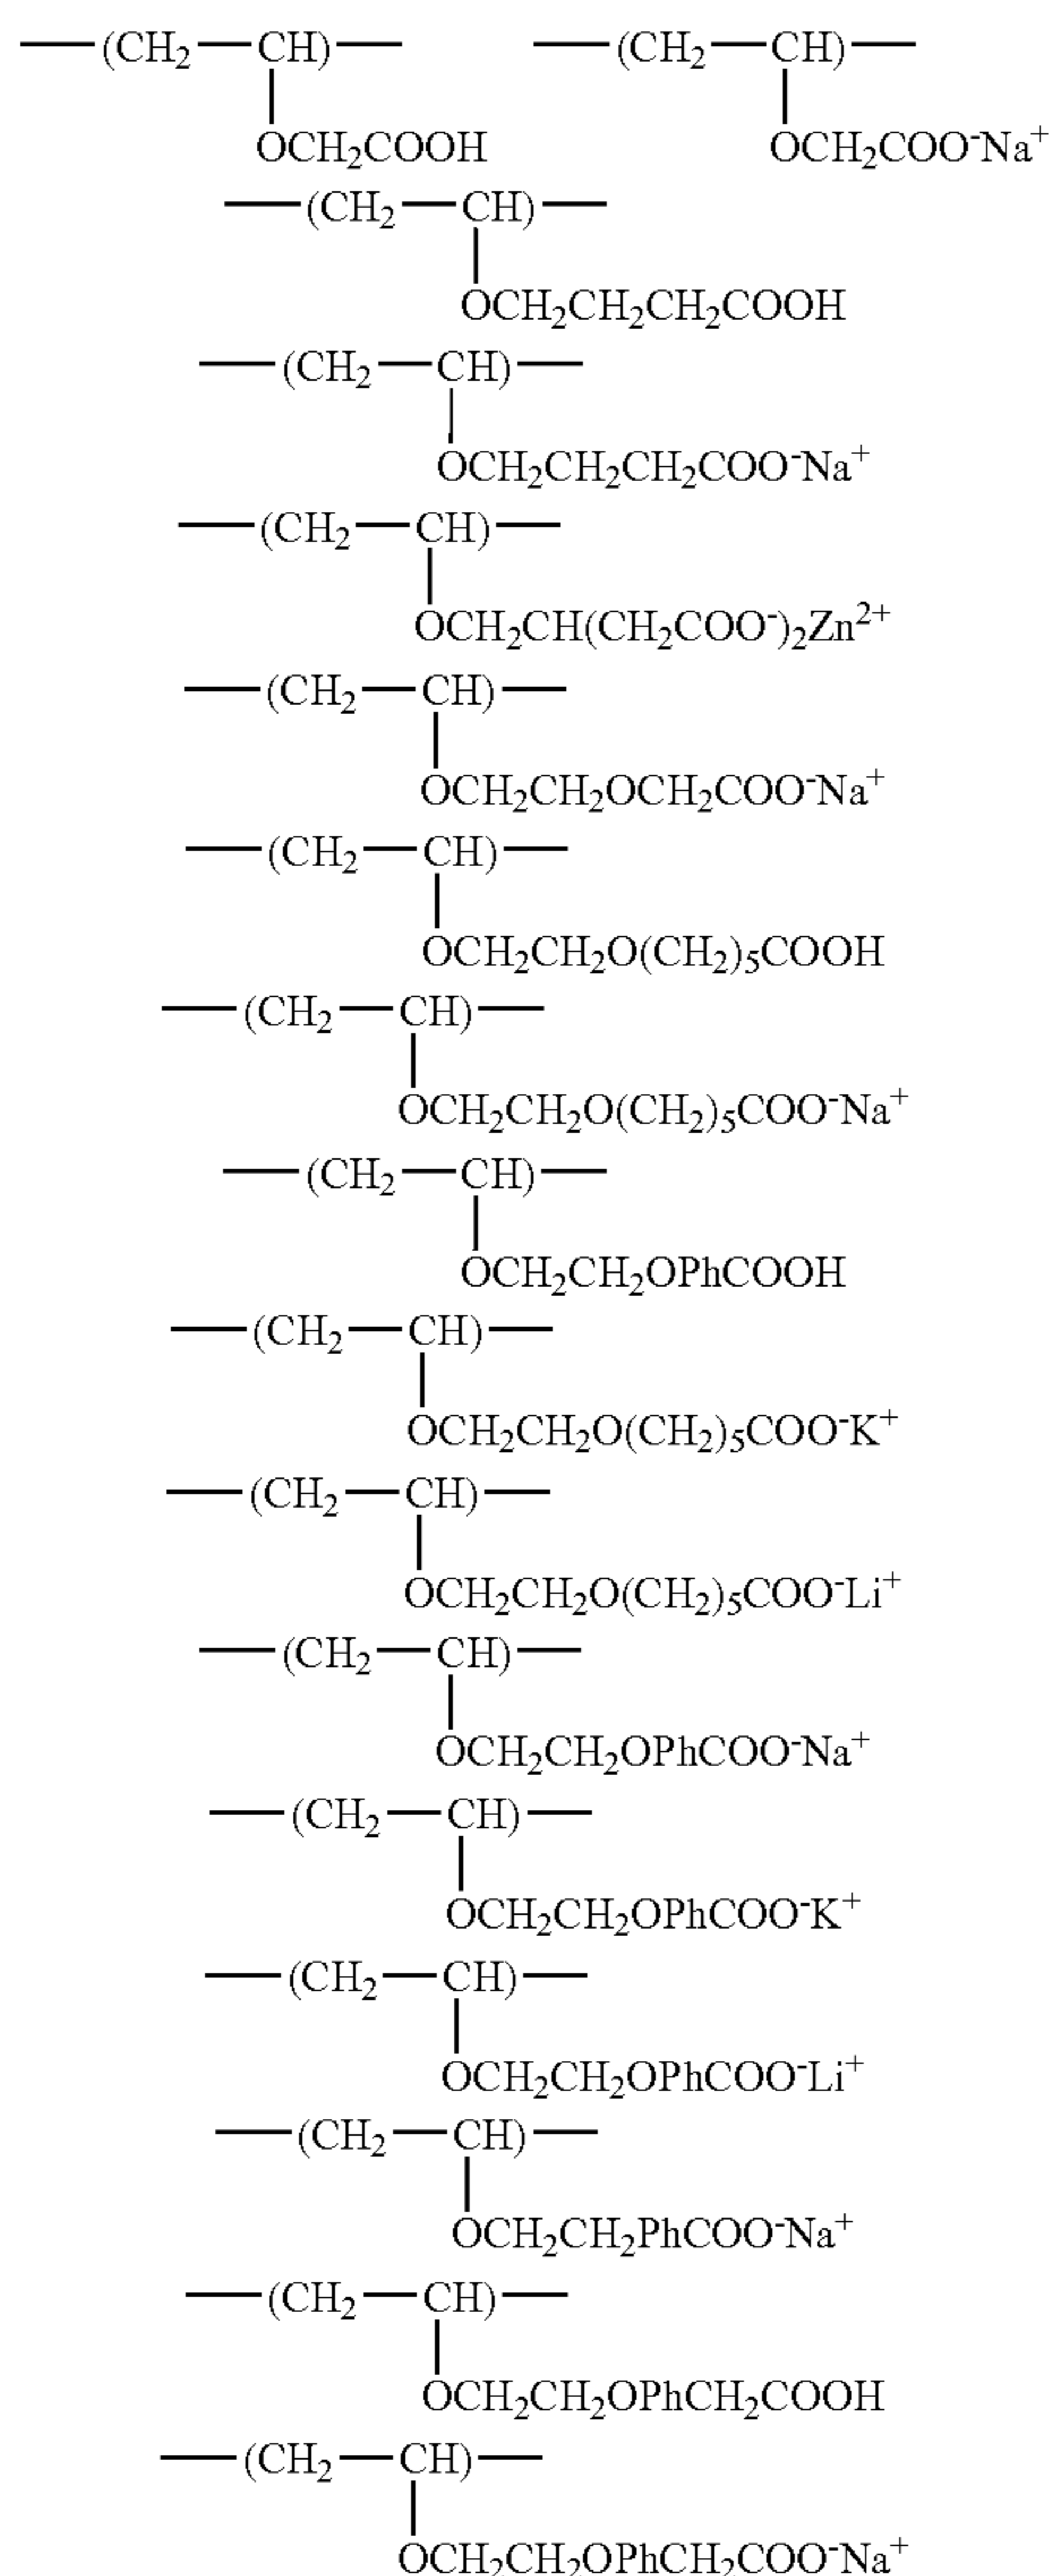 —(CH₂—CH)— —(CH₂—CH)—
OCH₂COOH OCH₂COO⁻Na⁺
—(CH₂—CH)—
OCH₂CH₂CH₂COOH
—(CH₂—CH)—
OCH₂CH₂CH₂COO⁻Na⁺
—(CH₂—CH)—
OCH₂CH(CH₂COO⁻)₂Zn²⁺
—(CH₂—CH)—
OCH₂CH₂OCH₂COO⁻Na⁺
—(CH₂—CH)—
OCH₂CH₂O(CH₂)₅COOH
—(CH₂—CH)—
OCH₂CH₂O(CH₂)₅COO⁻Na⁺
—(CH₂—CH)—
OCH₂CH₂OPhCOOH
—(CH₂—CH)—
OCH₂CH₂O(CH₂)₅COO⁻K⁺
—(CH₂—CH)—
OCH₂CH₂O(CH₂)₅COO⁻Li⁺
—(CH₂—CH)—
OCH₂CH₂OPhCOO⁻Na⁺
—(CH₂—CH)—
OCH₂CH₂OPhCOO⁻K⁺
—(CH₂—CH)—
OCH₂CH₂OPhCOO⁻Li⁺
—(CH₂—CH)—
OCH₂CH₂PhCOO⁻Na⁺
—(CH₂—CH)—
OCH₂CH₂OPhCH₂COOH
—(CH₂—CH)—
OCH₂CH₂OPhCH₂COO⁻Na⁺